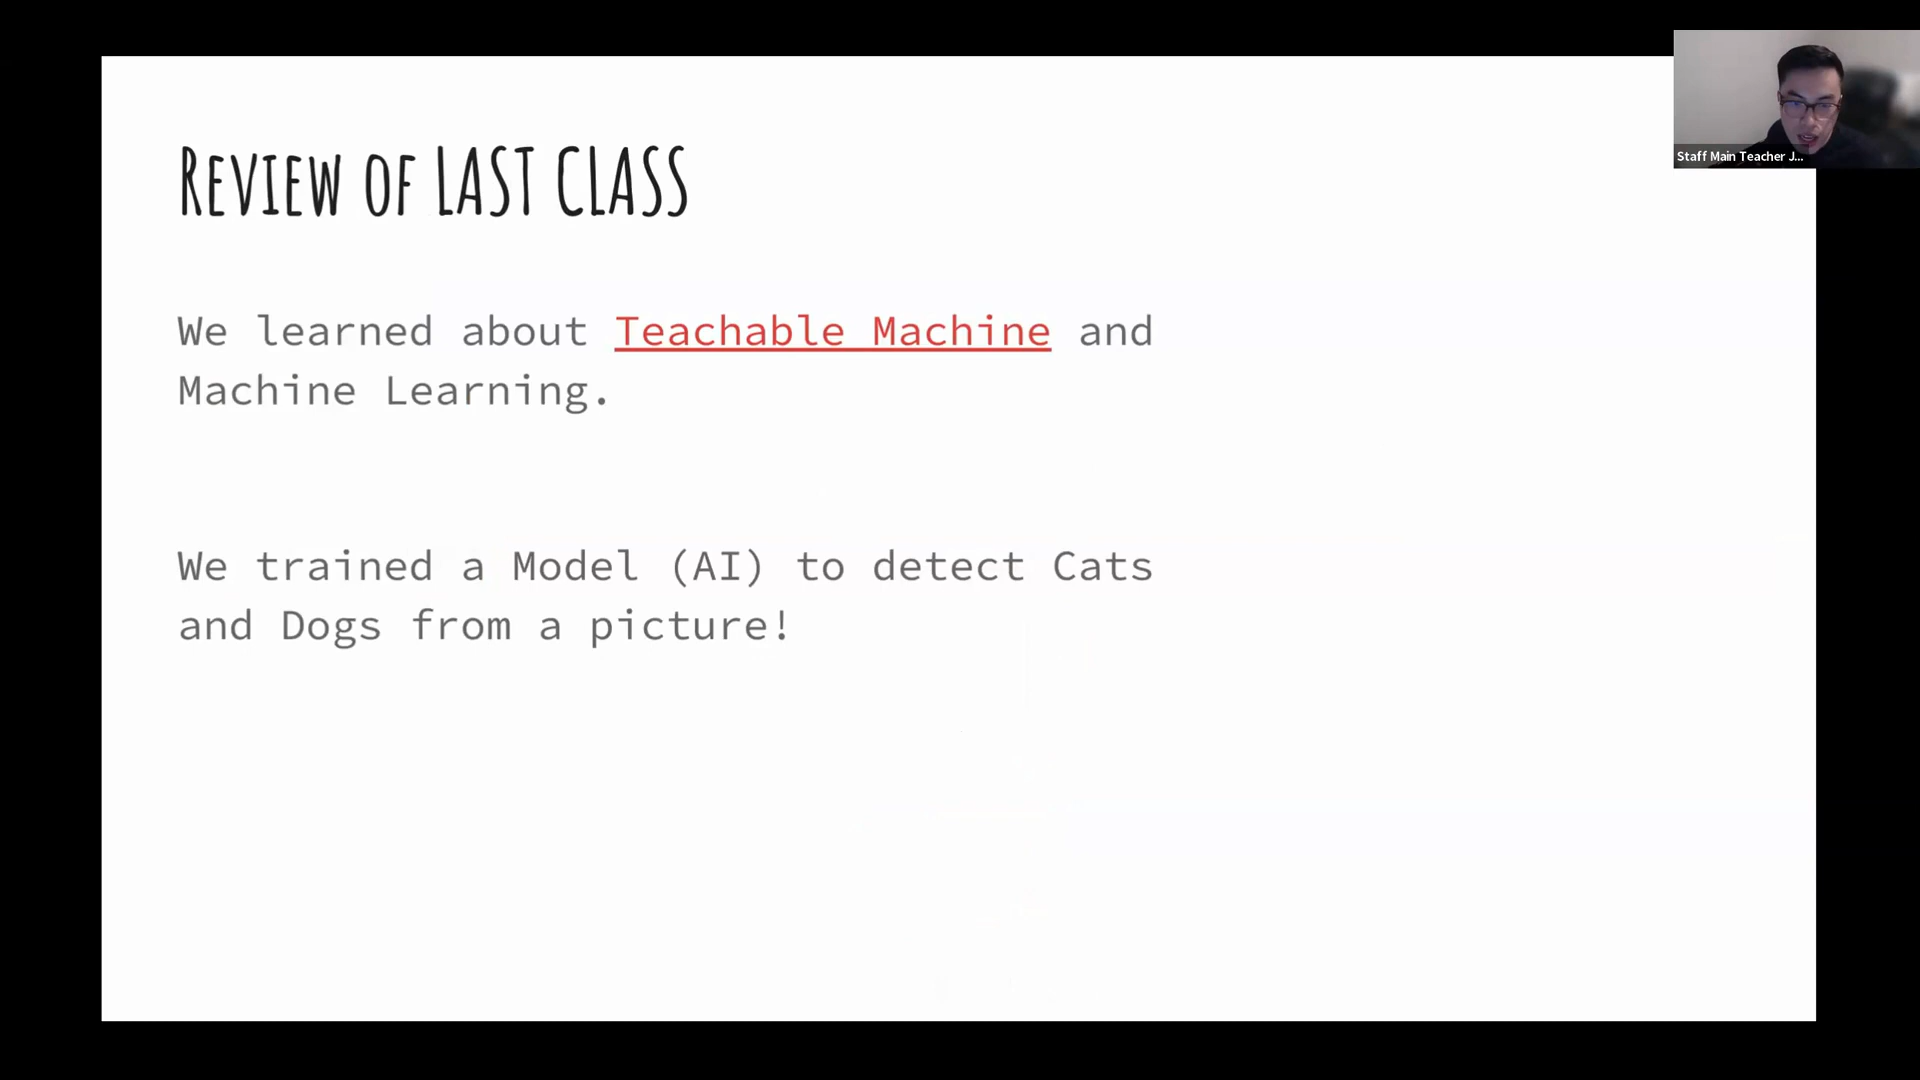 Review of LAST CLASS
We learned about Teachable Machine and
Machine Learning.
We trained a Model (AI) to detect Cats
and Dogs from a picture!
Staff Main Teacher J...